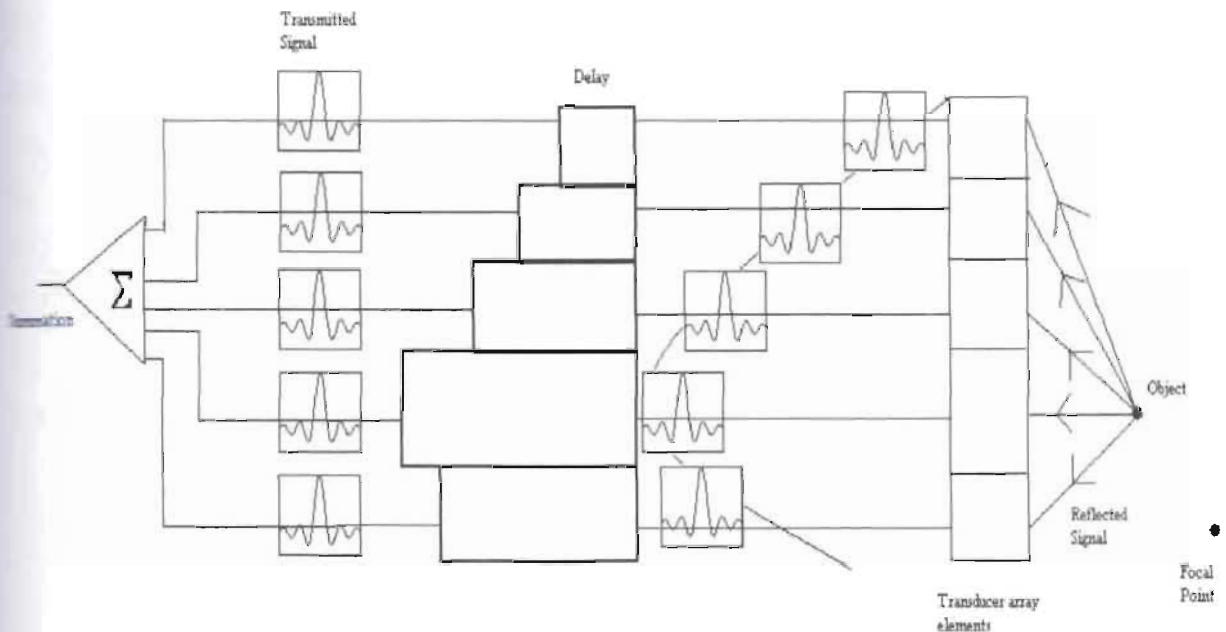 Transmitted
Signal
Delay
Σ
Summation
Object
Reflected
Signal
Focal
Point
Transducer array
elements